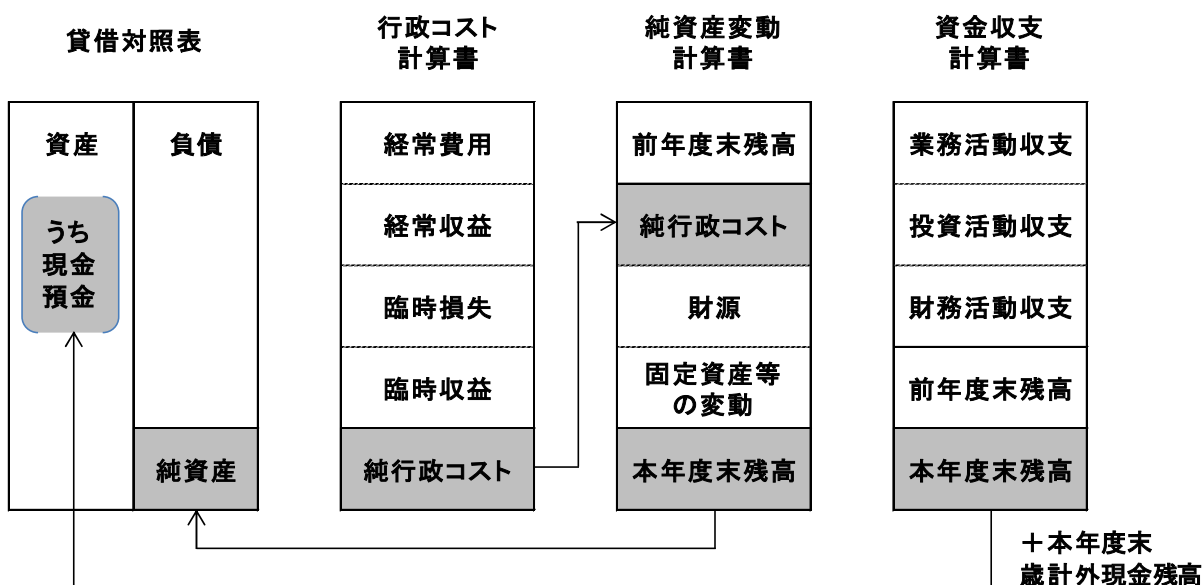 貸借対照表
資産
負債
うち
現金
預金
純資産
行政コスト
計算書
経常費用
経常収益
臨時損失
臨時収益
純行政コスト
純資産変動
計算書
前年度末残高
純行政コスト
財源
固定資産等
の変動
本年度末残高
資金収支
計算書
業務活動収支
投資活動収支
財務活動収支
前年度末残高
本年度末残高
＋本年度末
歳計外現金残高